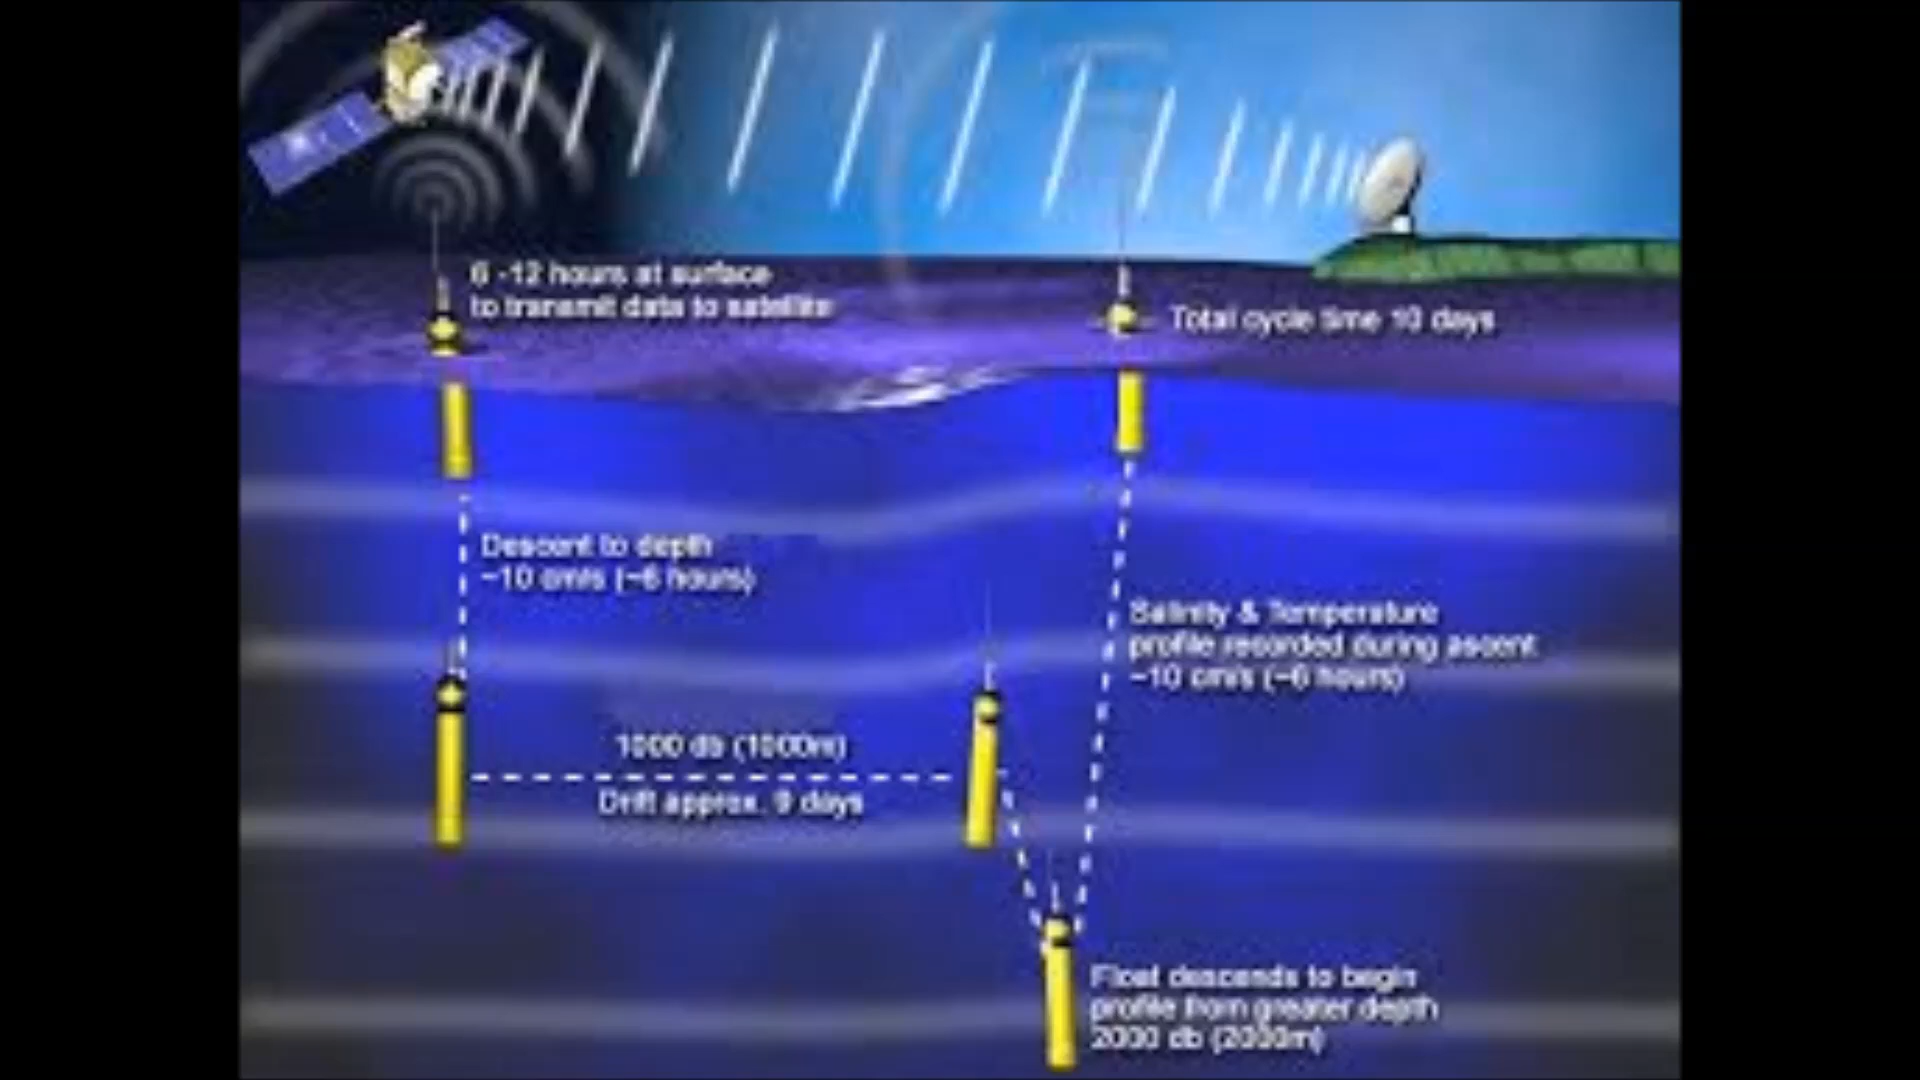 6 -12 hours at surface
to transmit data to satellite
Total cycle time 10 days
Descent to depth
~10 cm/s (~6 hours)
1000 db (1000m)
Drift approx. 9 days
Salinity & Temperature
profile recorded during ascent
~10 cm/s (~6 hours)
Float descends to begin
profile from greater depth
2000 db (2000m)